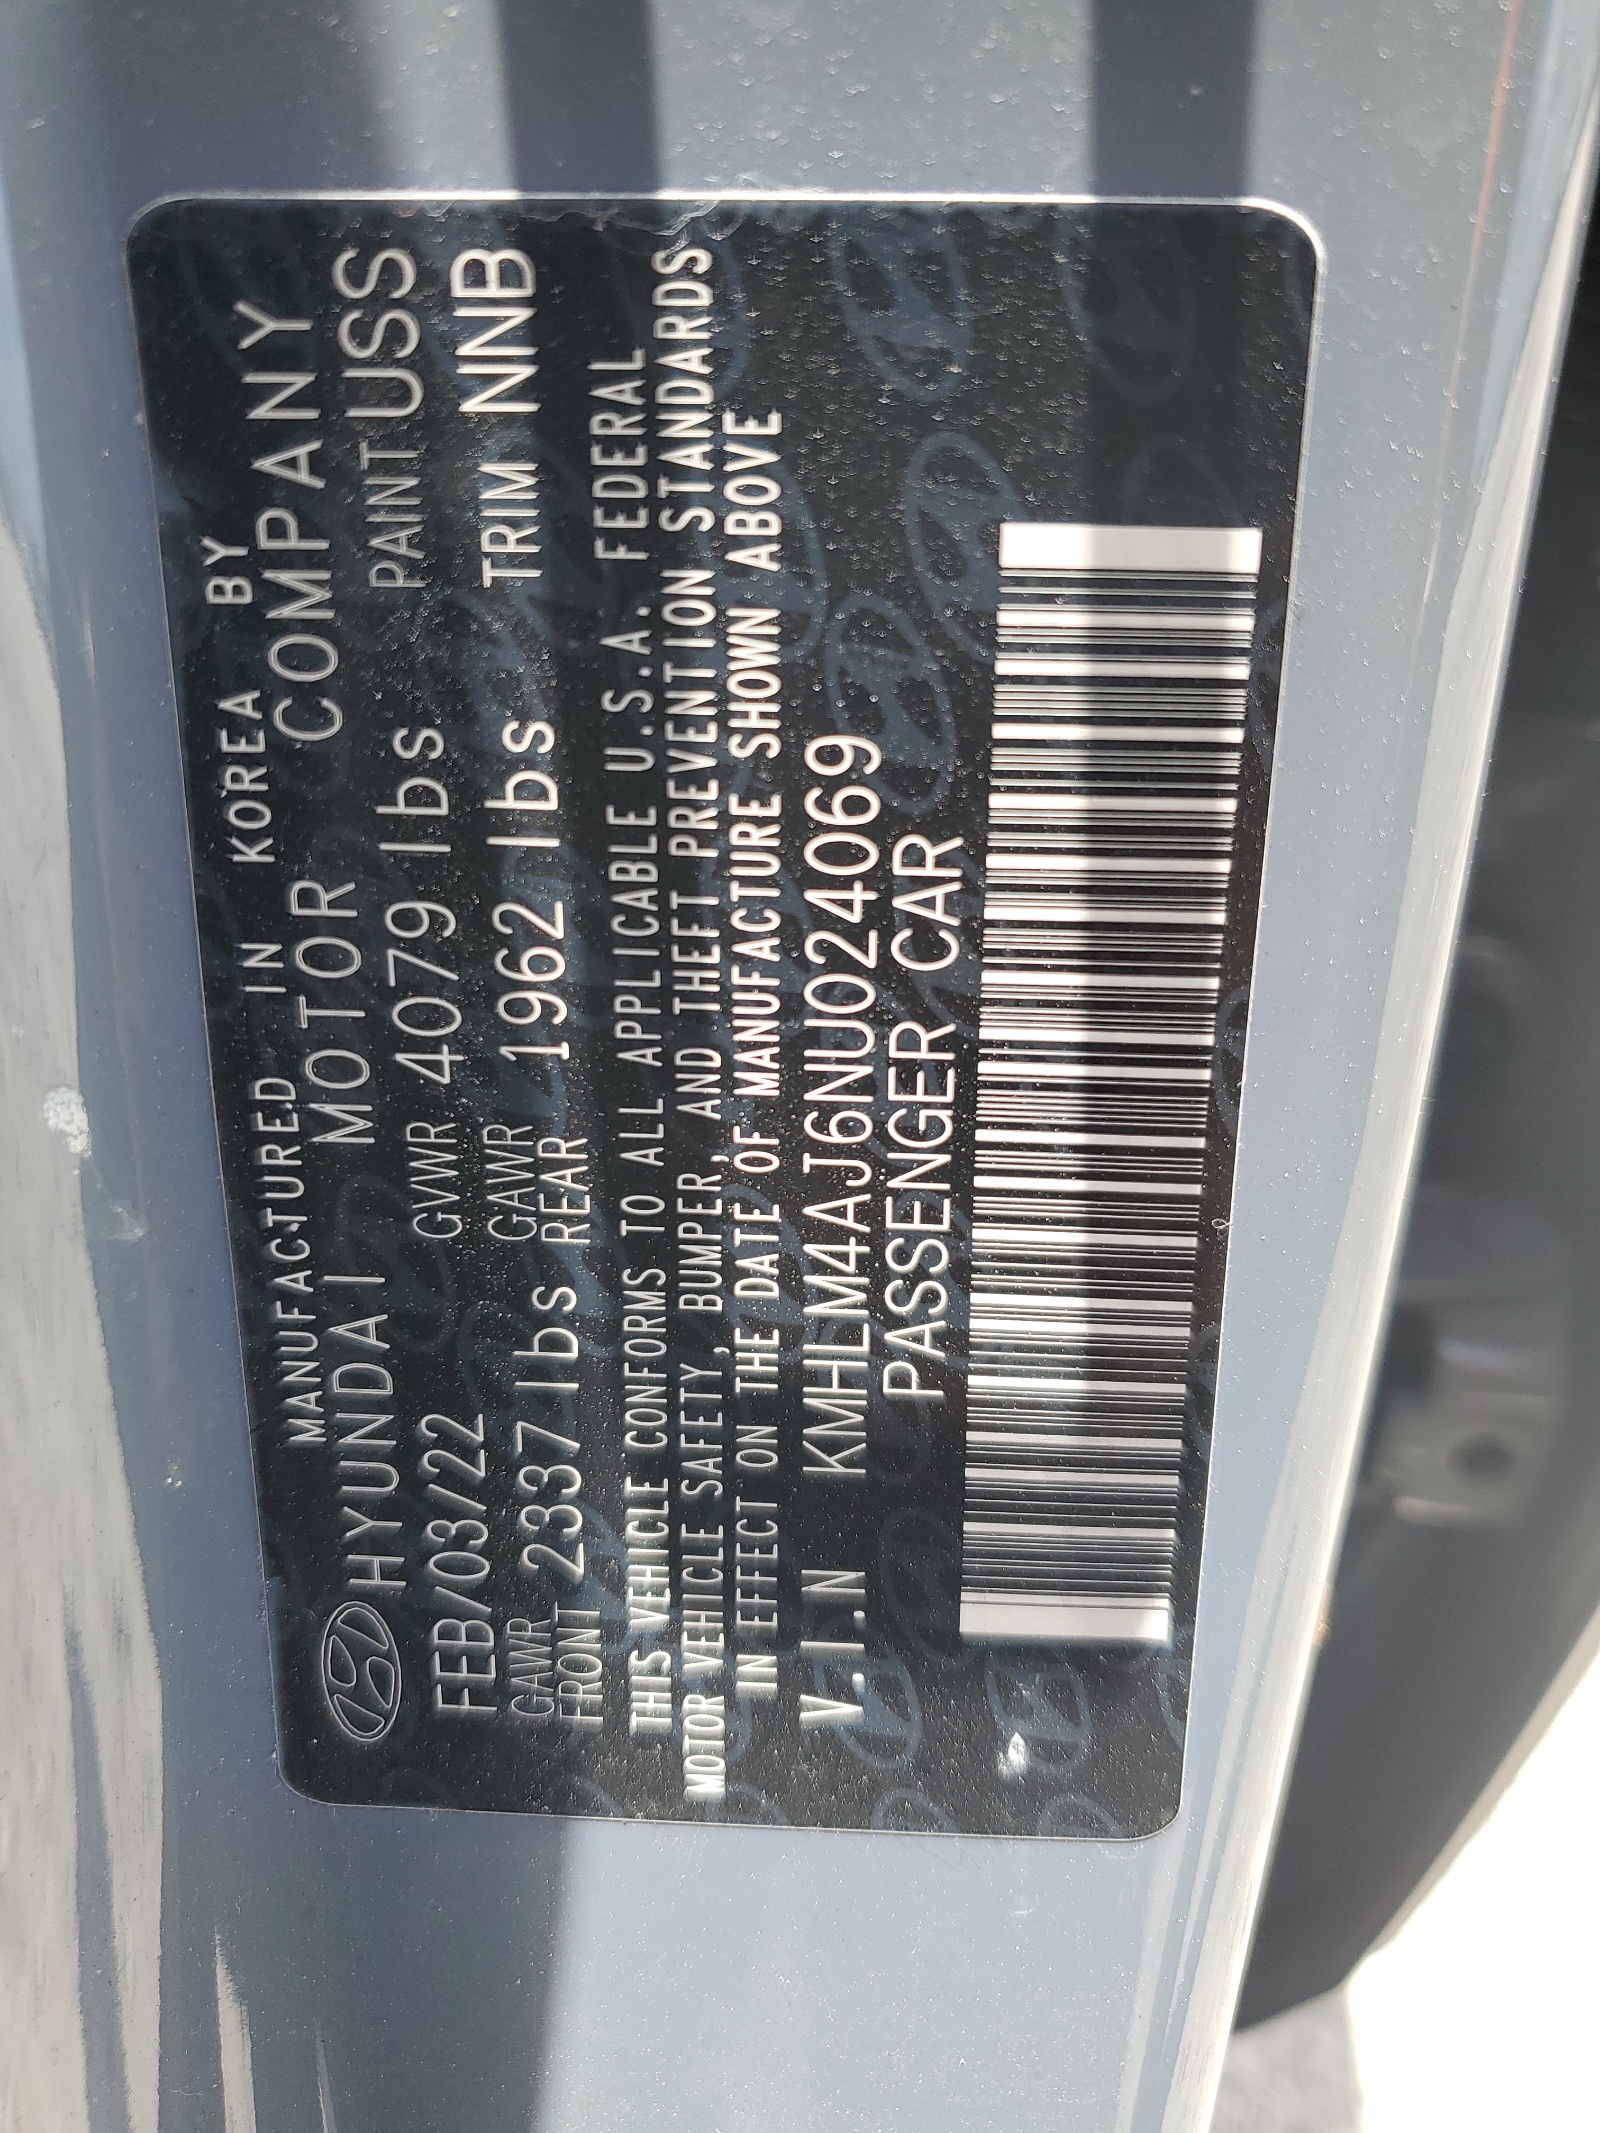 MANUFACTURED IN KOREA BY
HYUNDAI MOTOR COMPANY
FEB/03/22 GVWR 4079 lbs PAINT USS
GAWR FRONT 2337 lbs GAWR REAR 1962 lbs TRIM NNB
THIS VEHICLE CONFORMS TO ALL APPLICABLE U.S.A. FEDERAL
MOTOR VEHICLE SAFETY, BUMPER, AND THEFT PREVENTION STANDARDS
IN EFFECT ON THE DATE OF MANUFACTURE SHOWN ABOVE
V.I.N KMHLM4AJ6NU024069
PASSENGER CAR